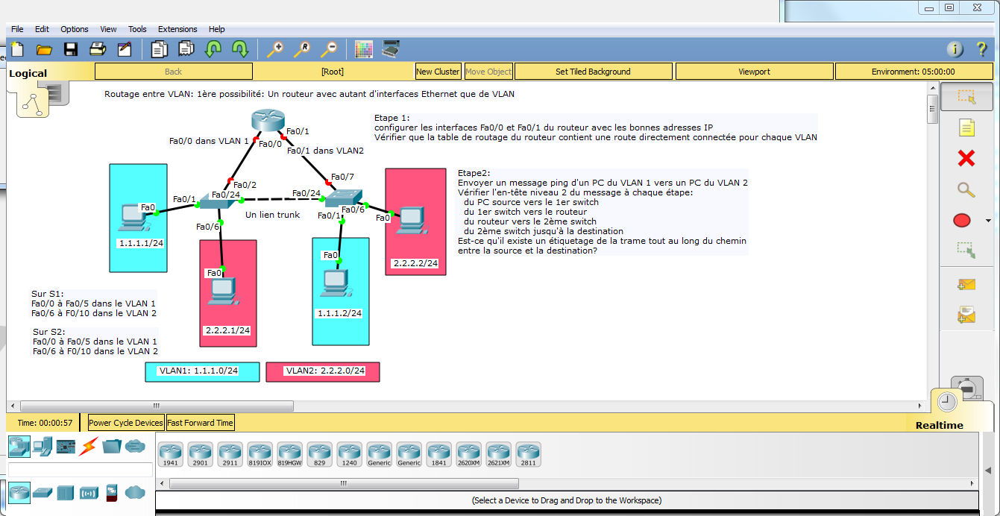 File Edit Options View Tools Extensions Help
Logical
Back
[Root]
New Cluster
Move Object
Set Tiled Background
Viewport
Environment: 05:00:00
Routage entre VLAN: 1ère possibilité: Un routeur avec autant d'interfaces Ethernet que de VLAN
Etape 1:
configurer les interfaces Fa0/0 et Fa0/1 du routeur avec les bonnes adresses IP
Vérifier que la table de routage du routeur contient une route directement connectée pour chaque VLAN
Fa0/1
Fa0/0 dans VLAN 1
Fa0/0
Fa0/1 dans VLAN2
Etape2:
Envoyer un message ping d'un PC du VLAN 1 vers un PC du VLAN 2
Vérifier l'en-tête niveau 2 du message à chaque étape:
du PC source vers le 1er switch
du 1er switch vers le routeur
du routeur vers le 2ème switch
du 2ème switch jusqu'à la destination
Est-ce qu'il existe un étiquetage de la trame tout au long du chemin
entre la source et la destination?
Fa0/2
Fa0/7
Fa0/1
Fa0/24
Fa0/24
Fa0
Un lien trunk
Fa0/1
Fa0/6
Fa0
Fa0/6
1.1.1.1/24
Fa0
2.2.2.2/24
Fa0
1.1.1.2/24
2.2.2.1/24
Sur S1:
Fa0/0 à Fa0/5 dans le VLAN 1
Fa0/6 à F0/10 dans le VLAN 2
Sur S2:
Fa0/0 à Fa0/5 dans le VLAN 1
Fa0/6 à F0/10 dans le VLAN 2
VLAN1: 1.1.1.0/24
VLAN2: 2.2.2.0/24
Time: 00:00:57
Power Cycle Devices
Fast Forward Time
Realtime
1941 2901 2911 819IOX 819HGW 829 1240 Generic Generic 1841 2620XM 2621XM 2811
(Select a Device to Drag and Drop to the Workspace)